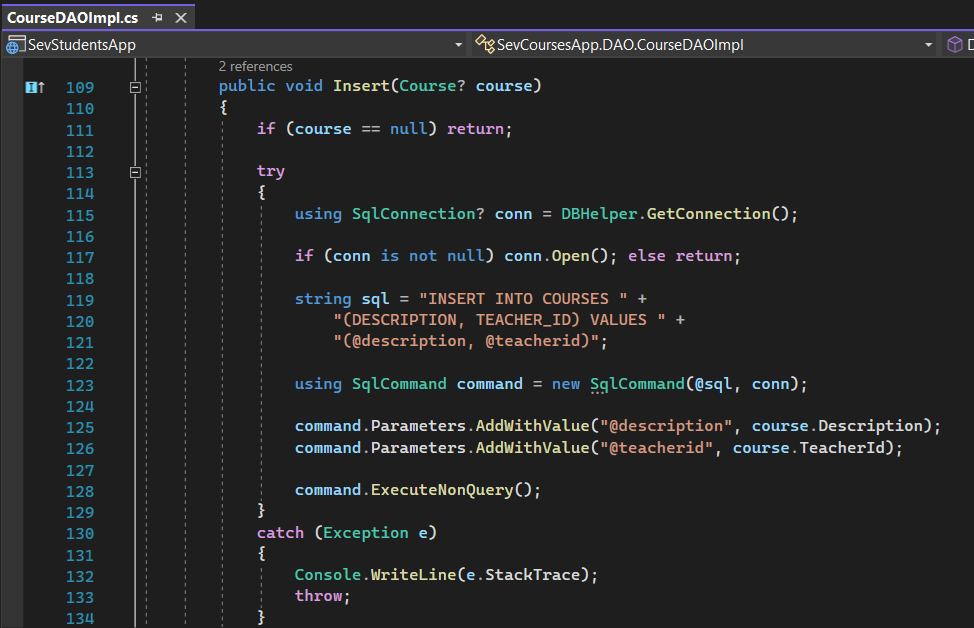 CourseDAOImpl.cs
SevStudentsApp
SevCoursesApp.DAO.CourseDAOImpl
2 references
109 public void Insert(Course? course)
110 {
111 if (course == null) return;
112
113 try
114 {
115 using SqlConnection? conn = DBHelper.GetConnection();
116
117 if (conn is not null) conn.Open(); else return;
118
119 string sql = "INSERT INTO COURSES " +
120 "(DESCRIPTION, TEACHER_ID) VALUES " +
121 "(@description, @teacherid)";
122
123 using SqlCommand command = new SqlCommand(@sql, conn);
124
125 command.Parameters.AddWithValue("@description", course.Description);
126 command.Parameters.AddWithValue("@teacherid", course.TeacherId);
127
128 command.ExecuteNonQuery();
129 }
130 catch (Exception e)
131 {
132 Console.WriteLine(e.StackTrace);
133 throw;
134 }